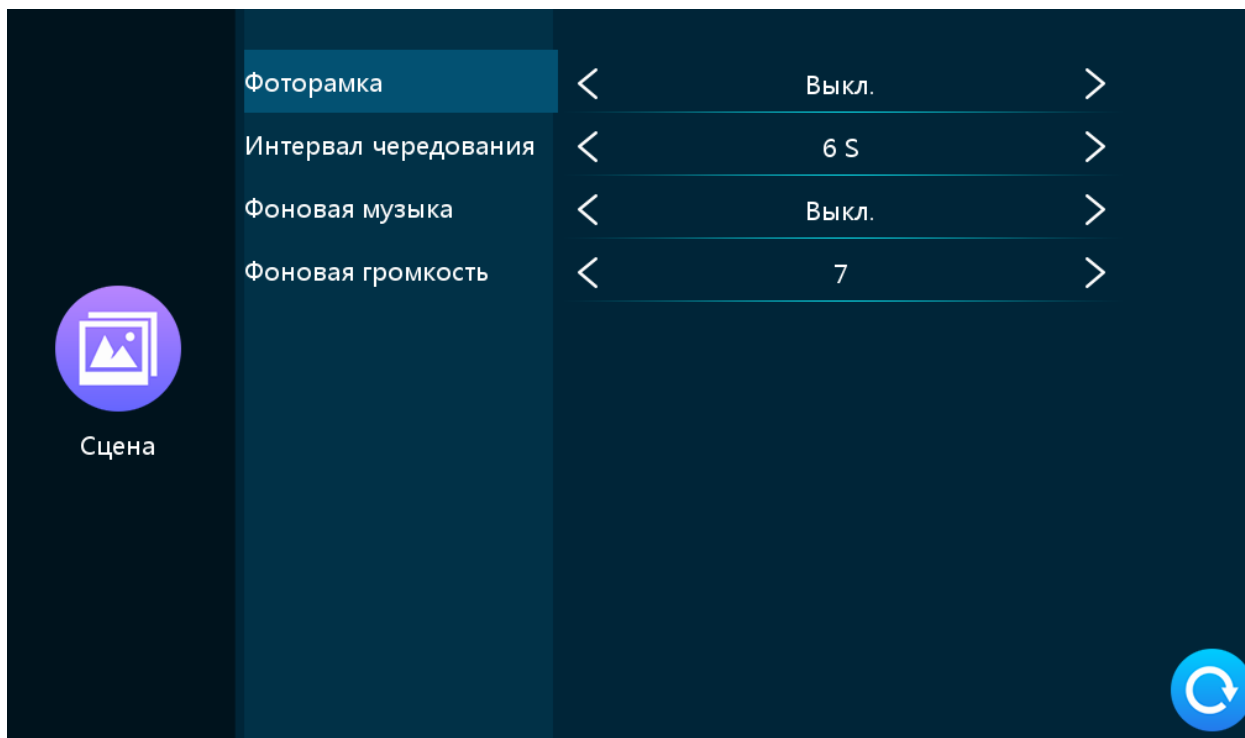 Фоторамка
Выкл.
Интервал чередования
6 S
Фоновая музыка
Выкл.
Фоновая громкость
7
Сцена